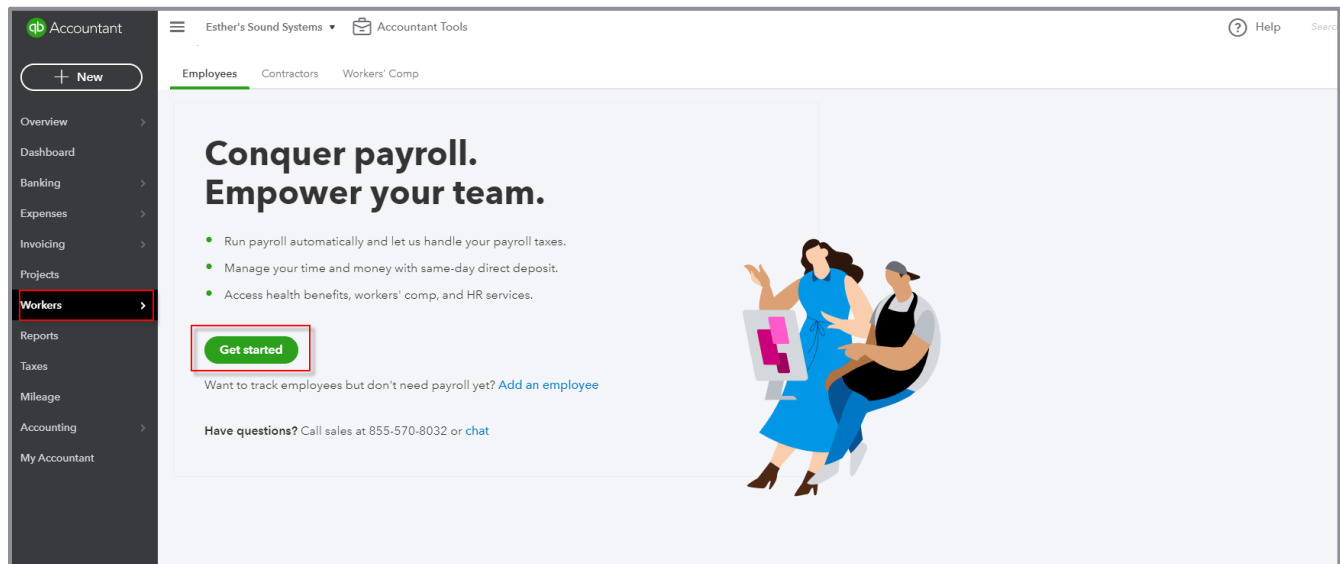 qb Accountant
Esther's Sound Systems
Accountant Tools
? Help
+ New
Employees
Contractors
Workers' Comp
Overview
Dashboard
Banking
Expenses
Invoicing
Projects
Workers
Reports
Taxes
Mileage
Accounting
My Accountant
Conquer payroll.
Empower your team.
• Run payroll automatically and let us handle your payroll taxes.
• Manage your time and money with same-day direct deposit.
• Access health benefits, workers' comp, and HR services.
Get started
Want to track employees but don't need payroll yet? Add an employee
Have questions? Call sales at 855-570-8032 or chat